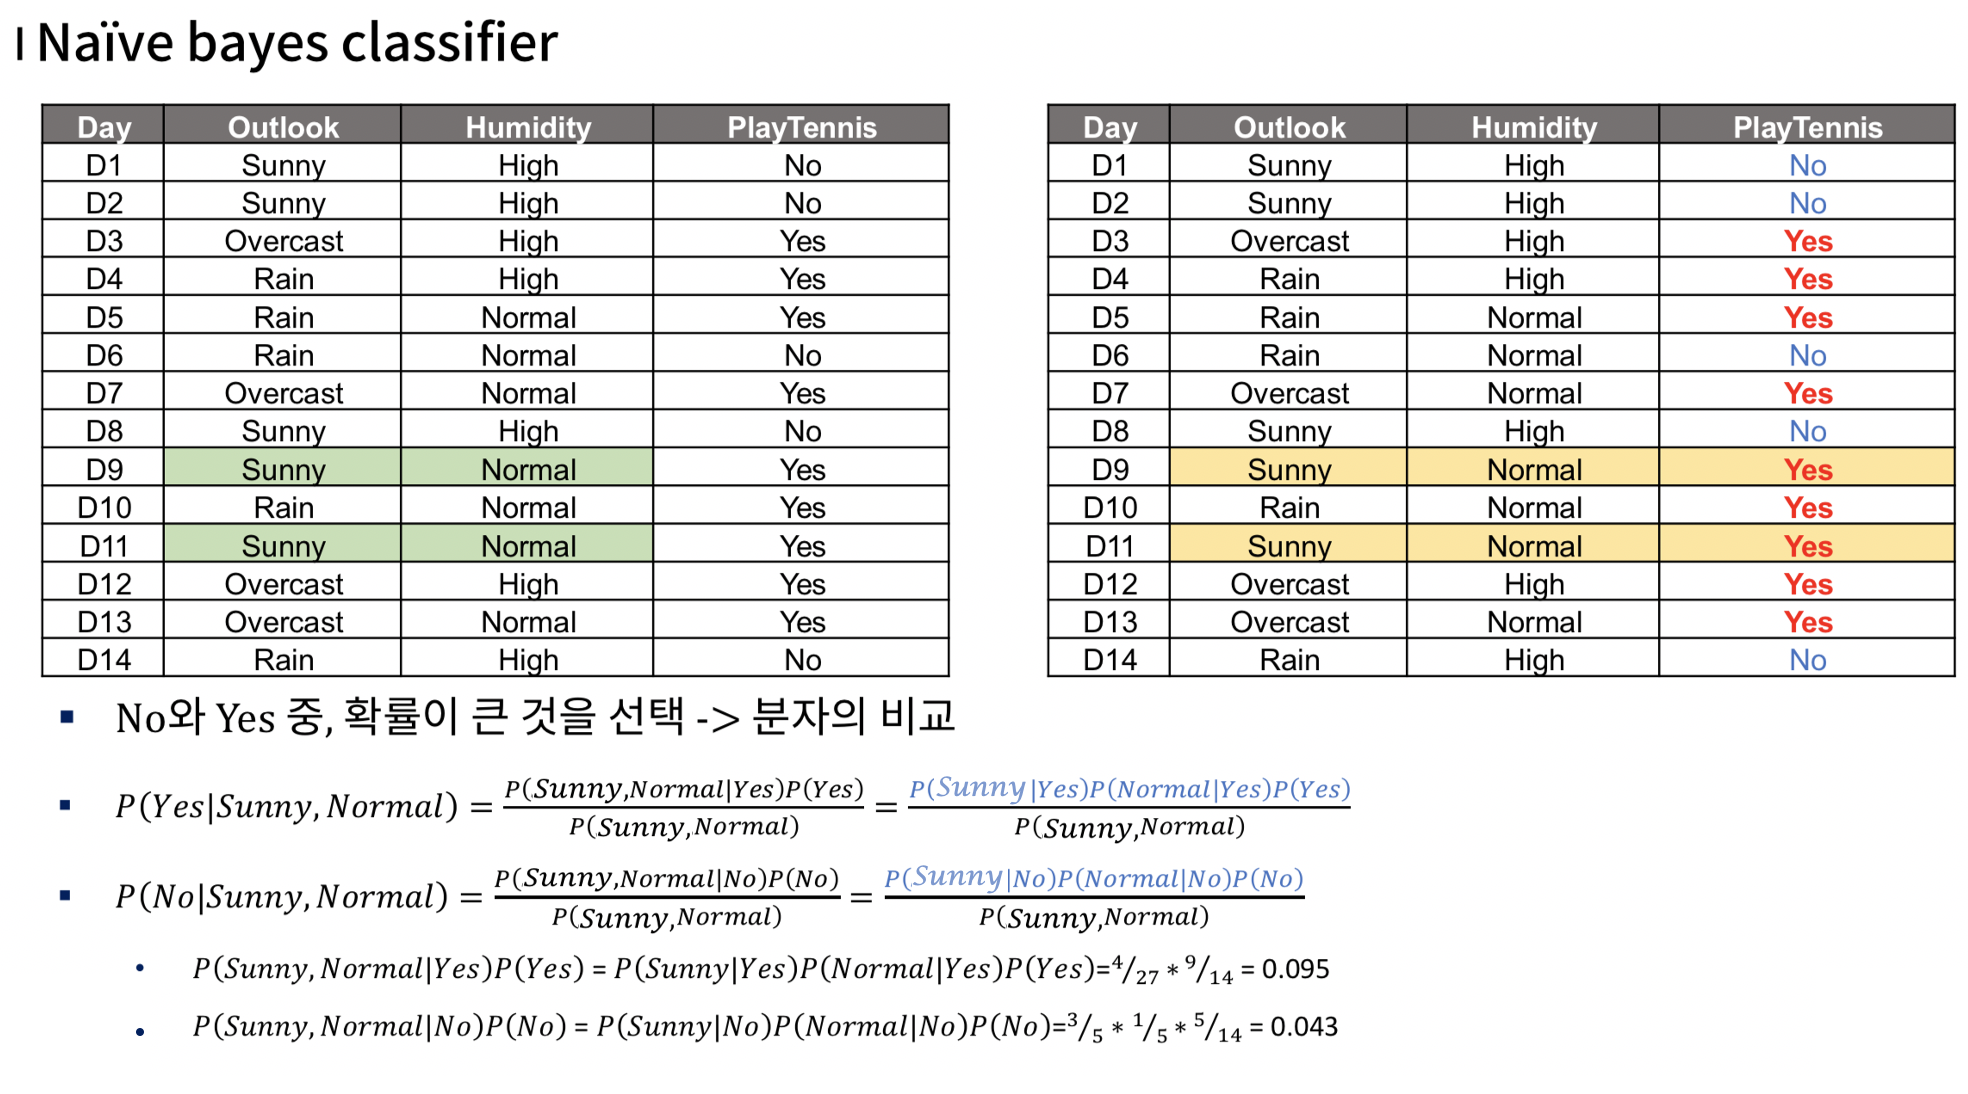 Naïve bayes classifier
Day Outlook Humidity PlayTennis
D1 Sunny High No
D2 Sunny High No
D3 Overcast High Yes
D4 Rain High Yes
D5 Rain Normal Yes
D6 Rain Normal No
D7 Overcast Normal Yes
D8 Sunny High No
D9 Sunny Normal Yes
D10 Rain Normal Yes
D11 Sunny Normal Yes
D12 Overcast High Yes
D13 Overcast Normal Yes
D14 Rain High No
Day Outlook Humidity PlayTennis
D1 Sunny High No
D2 Sunny High No
D3 Overcast High Yes
D4 Rain High Yes
D5 Rain Normal Yes
D6 Rain Normal No
D7 Overcast Normal Yes
D8 Sunny High No
D9 Sunny Normal Yes
D10 Rain Normal Yes
D11 Sunny Normal Yes
D12 Overcast High Yes
D13 Overcast Normal Yes
D14 Rain High No
▪ No와 Yes 중, 확률이 큰 것을 선택 -> 분자의 비교
▪ P(Yes|Sunny, Normal) = P(Sunny,Normal|Yes)P(Yes) / P(Sunny,Normal) = P(Sunny|Yes)P(Normal|Yes)P(Yes) / P(Sunny,Normal)
▪ P(No|Sunny, Normal) = P(Sunny,Normal|No)P(No) / P(Sunny,Normal) = P(Sunny|No)P(Normal|No)P(No) / P(Sunny,Normal)
• P(Sunny, Normal|Yes)P(Yes) = P(Sunny|Yes)P(Normal|Yes)P(Yes)=4/27 * 9/14 = 0.095
• P(Sunny, Normal|No)P(No) = P(Sunny|No)P(Normal|No)P(No)=3/5 * 1/5 * 5/14 = 0.043